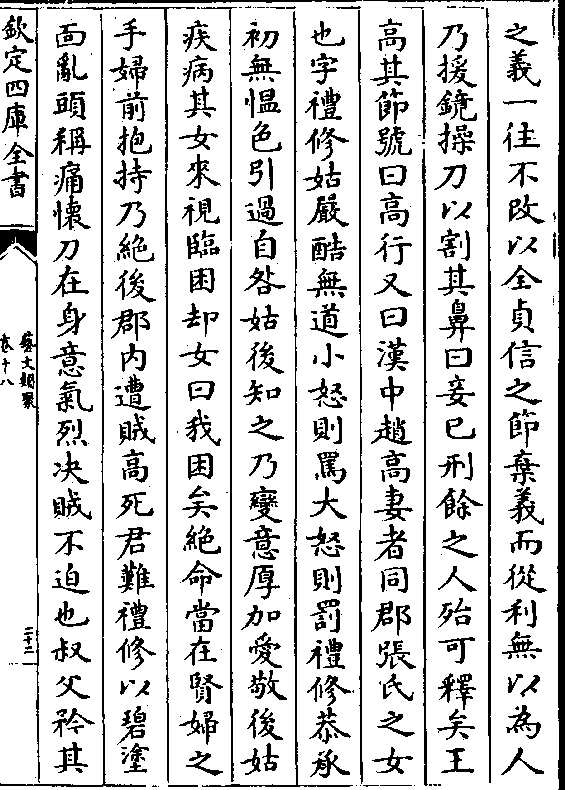 之義一往不改以全貞信之節棄義而從利無以為人
乃援鏡操刀以割其鼻曰妾已刑餘之人殆可釋矣王
高其節號曰高行又曰漢中趙高妻者同郡張氏之女
也字禮修姑嚴酷無道小怒則罵大怒則罰禮修恭承
初無愠色引過自咎姑後知之乃變意厚加愛敬後姑
疾病其女來視臨困却女曰我困矣絶命當在賢婦之
手婦前抱持乃絶後郡内遭賊高死君難禮修以碧塗
面亂頭稱痛懐刀在身意氣烈决賊不迫也叔父矜其
欽定四庫全書
藝文類聚
卷十八
二十二